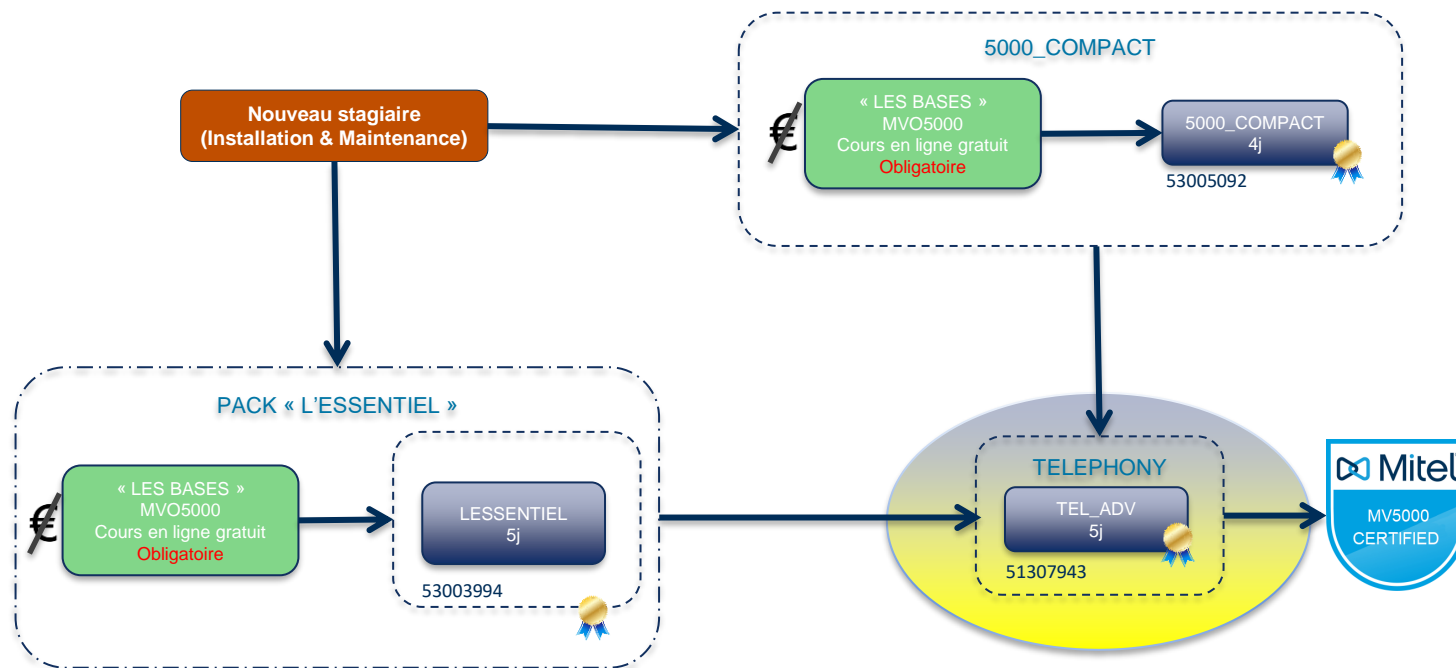 5000_COMPACT
Nouveau stagiaire
(Installation & Maintenance)
€
« LES BASES »
MVO5000
Cours en ligne gratuit
Obligatoire
5000_COMPACT
4j
53005092
PACK « L'ESSENTIEL »
€
« LES BASES »
MVO5000
Cours en ligne gratuit
Obligatoire
LESSENTIEL
5j
53003994
TELEPHONY
TEL_ADV
5j
51307943
Mitel
MV5000
CERTIFIED